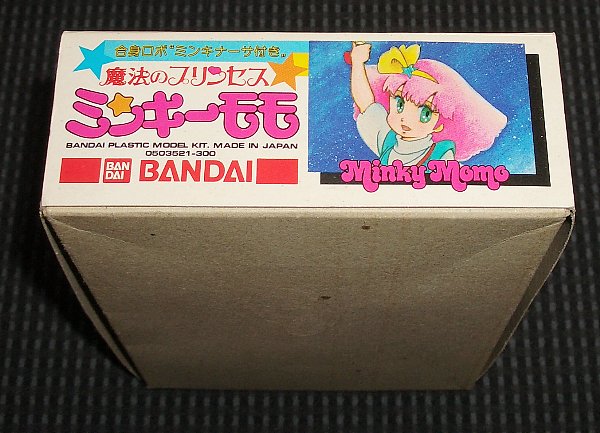 合身ロボ"ミンキナーサ付き"
魔法のプリンセス
ミンキーモモ
BANDAI PLASTIC MODEL KIT. MADE IN JAPAN
0503521-300
BAN
DAI
BANDAI
Minky Momo